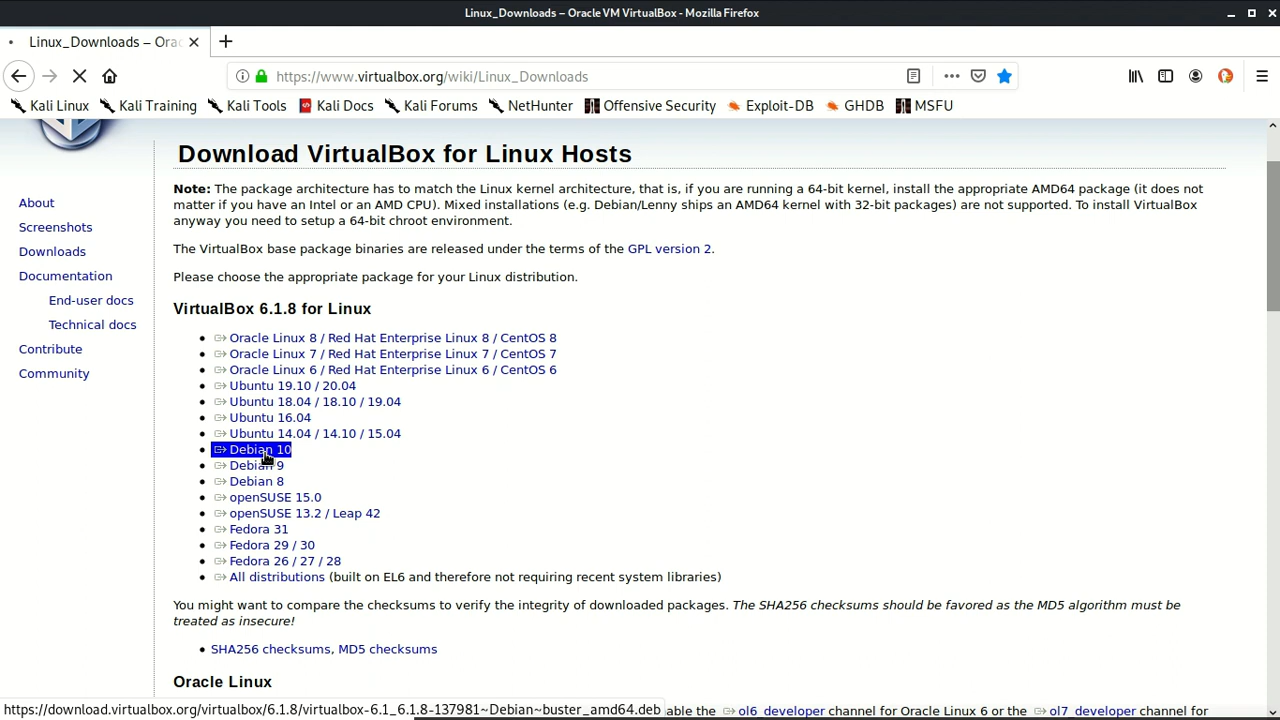 Linux_Downloads – Oracle VM VirtualBox - Mozilla Firefox
Linux_Downloads – Orac
https://www.virtualbox.org/wiki/Linux_Downloads
Kali Linux Kali Training Kali Tools Kali Docs Kali Forums NetHunter Offensive Security Exploit-DB GHDB MSFU
Download VirtualBox for Linux Hosts
About
Screenshots
Downloads
Documentation
End-user docs
Technical docs
Contribute
Community
Note: The package architecture has to match the Linux kernel architecture, that is, if you are running a 64-bit kernel, install the appropriate AMD64 package (it does not
matter if you have an Intel or an AMD CPU). Mixed installations (e.g. Debian/Lenny ships an AMD64 kernel with 32-bit packages) are not supported. To install VirtualBox
anyway you need to setup a 64-bit chroot environment.
The VirtualBox base package binaries are released under the terms of the GPL version 2.
Please choose the appropriate package for your Linux distribution.
VirtualBox 6.1.8 for Linux
Oracle Linux 8 / Red Hat Enterprise Linux 8 / CentOS 8
Oracle Linux 7 / Red Hat Enterprise Linux 7 / CentOS 7
Oracle Linux 6 / Red Hat Enterprise Linux 6 / CentOS 6
Ubuntu 19.10 / 20.04
Ubuntu 18.04 / 18.10 / 19.04
Ubuntu 16.04
Ubuntu 14.04 / 14.10 / 15.04
Debian 10
Debian 9
Debian 8
openSUSE 15.0
openSUSE 13.2 / Leap 42
Fedora 31
Fedora 29 / 30
Fedora 26 / 27 / 28
All distributions (built on EL6 and therefore not requiring recent system libraries)
You might want to compare the checksums to verify the integrity of downloaded packages. The SHA256 checksums should be favored as the MD5 algorithm must be
treated as insecure!
SHA256 checksums, MD5 checksums
Oracle Linux
https://download.virtualbox.org/virtualbox/6.1.8/virtualbox-6.1_6.1.8-137981~Debian~buster_amd64.deb
able the ol6_developer channel for Oracle Linux 6 or the ol7_developer channel for